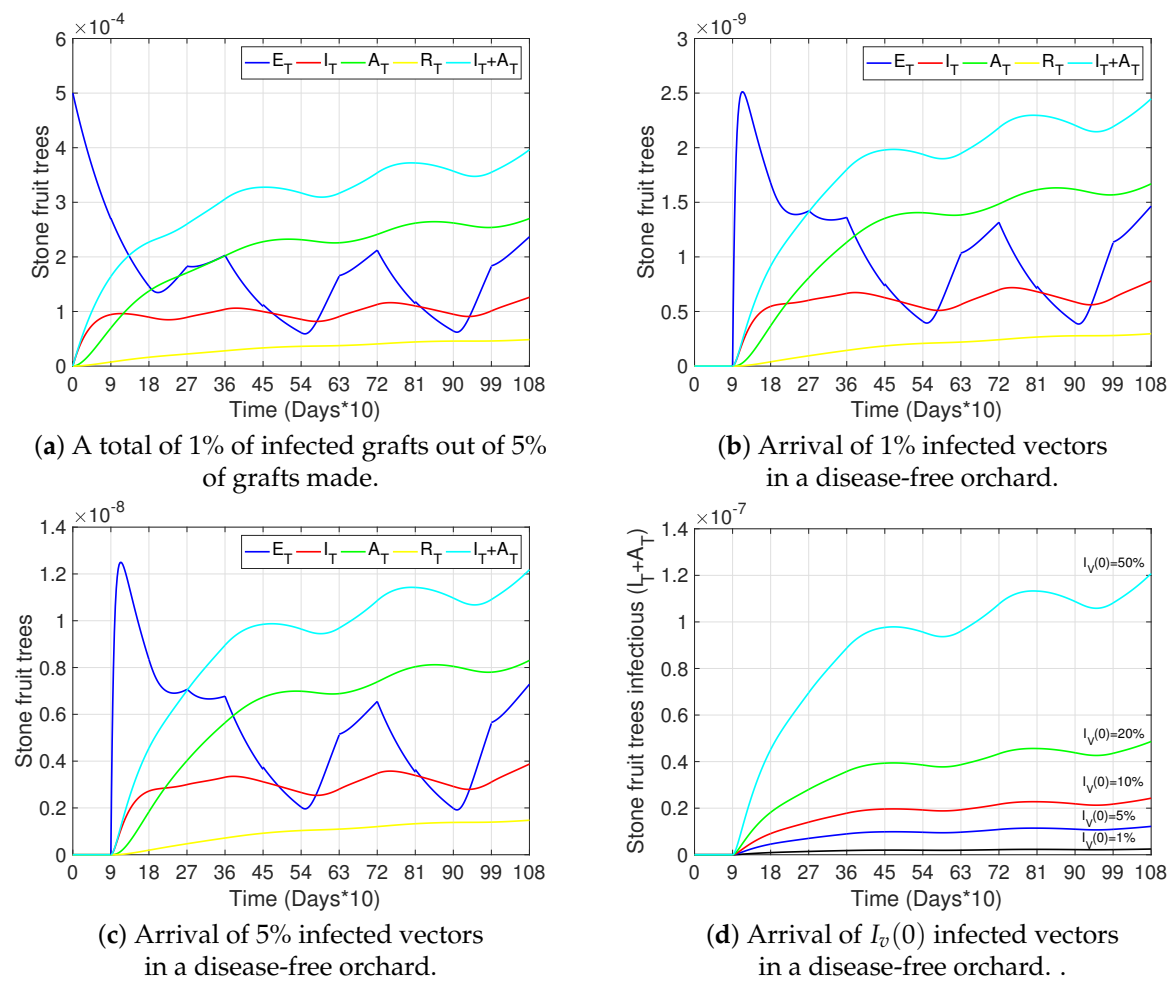 ×10⁻⁴
6
5
4
3
2
1
0
Stone fruit trees
E_T I_T A_T R_T I_T+A_T
0 9 18 27 36 45 54 63 72 81 90 99 108
Time (Days*10)
(a) A total of 1% of infected grafts out of 5%
of grafts made.
×10⁻⁹
3
2.5
2
1.5
1
0.5
0
Stone fruit trees
E_T I_T A_T R_T I_T+A_T
0 9 18 27 36 45 54 63 72 81 90 99 108
Time (Days*10)
(b) Arrival of 1% infected vectors
in a disease-free orchard.
×10⁻⁸
1.4
1.2
1
0.8
0.6
0.4
0.2
0
Stone fruit trees
E_T I_T A_T R_T I_T+A_T
0 9 18 27 36 45 54 63 72 81 90 99 108
Time (Days*10)
(c) Arrival of 5% infected vectors
in a disease-free orchard.
×10⁻⁷
1.4
1.2
1
0.8
0.6
0.4
0.2
0
Stone fruit trees infectious (I_T+A_T)
I_V(0)=50%
I_V(0)=20%
I_V(0)=10%
I_V(0)=5%
I_V(0)=1%
0 9 18 27 36 45 54 63 72 81 90 99 108
Time (Days*10)
(d) Arrival of I_v(0) infected vectors
in a disease-free orchard. .